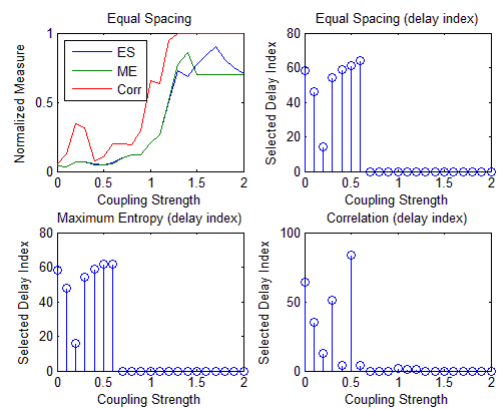 Equal Spacing
Normalized Measure
1
0.5
0
ES
ME
Corr
0 0.5 1 1.5 2
Coupling Strength
Equal Spacing (delay index)
Selected Delay Index
80
60
40
20
0
0 0.5 1 1.5 2
Coupling Strength
Maximum Entropy (delay index)
Selected Delay Index
80
60
40
20
0
0 0.5 1 1.5 2
Coupling Strength
Correlation (delay index)
Selected Delay Index
100
50
0
0 0.5 1 1.5 2
Coupling Strength